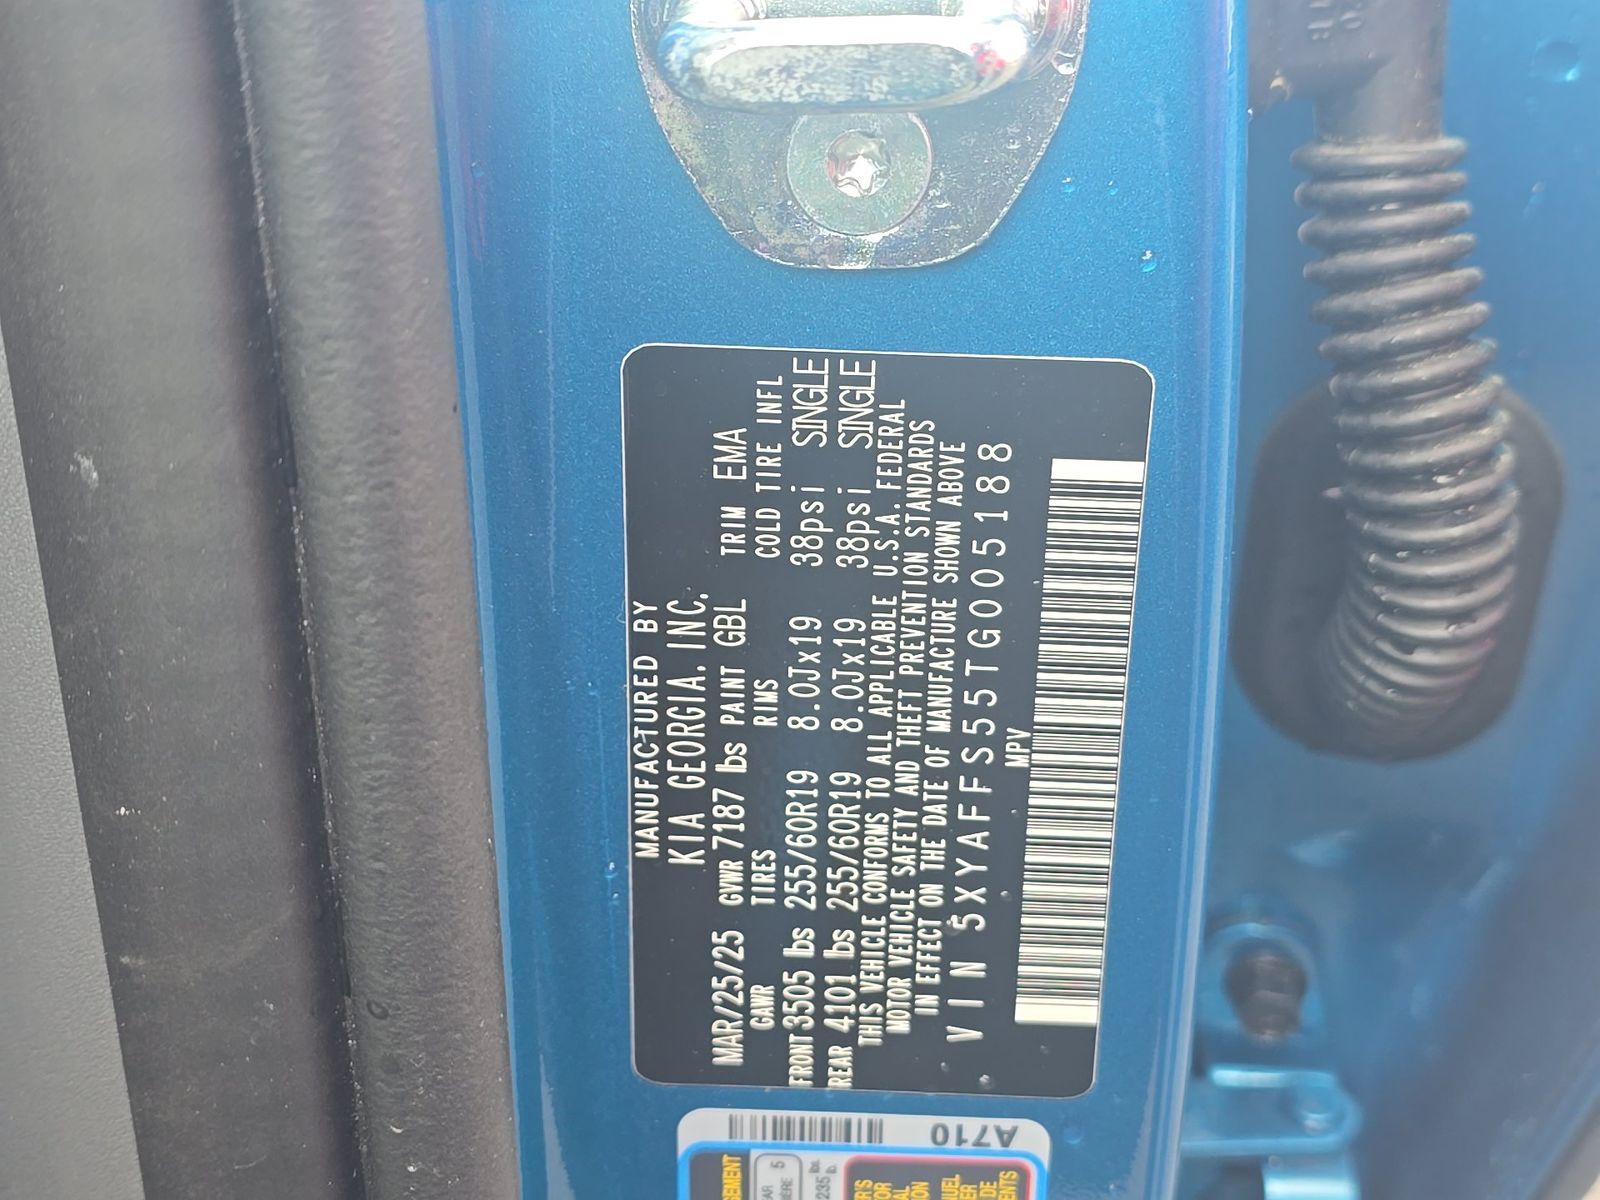 MANUFACTURED BY
KIA GEORGIA. INC.
MAR/25/25 GVWR 7187 lbs PAINT GBL TRIM EMA
GAWR TIRES RIMS COLD TIRE INFL
FRONT 3505 lbs 255/60R19 8.0Jx19 38psi SINGLE
REAR 4101 lbs 255/60R19 8.0Jx19 38psi SINGLE
THIS VEHICLE CONFORMS TO ALL APPLICABLE U.S.A. FEDERAL
MOTOR VEHICLE SAFETY AND THEFT PREVENTION STANDARDS
IN EFFECT ON THE DATE OF MANUFACTURE SHOWN ABOVE
VIN 5XYAFFS55TG005188
MPV
A710
5
235